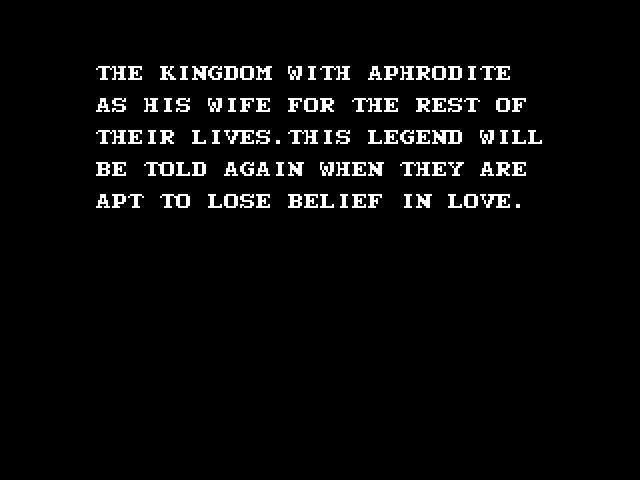 THE KINGDOM WITH APHRODITE
AS HIS WIFE FOR THE REST OF
THEIR LIVES.THIS LEGEND WILL
BE TOLD AGAIN WHEN THEY ARE
APT TO LOSE BELIEF IN LOVE.